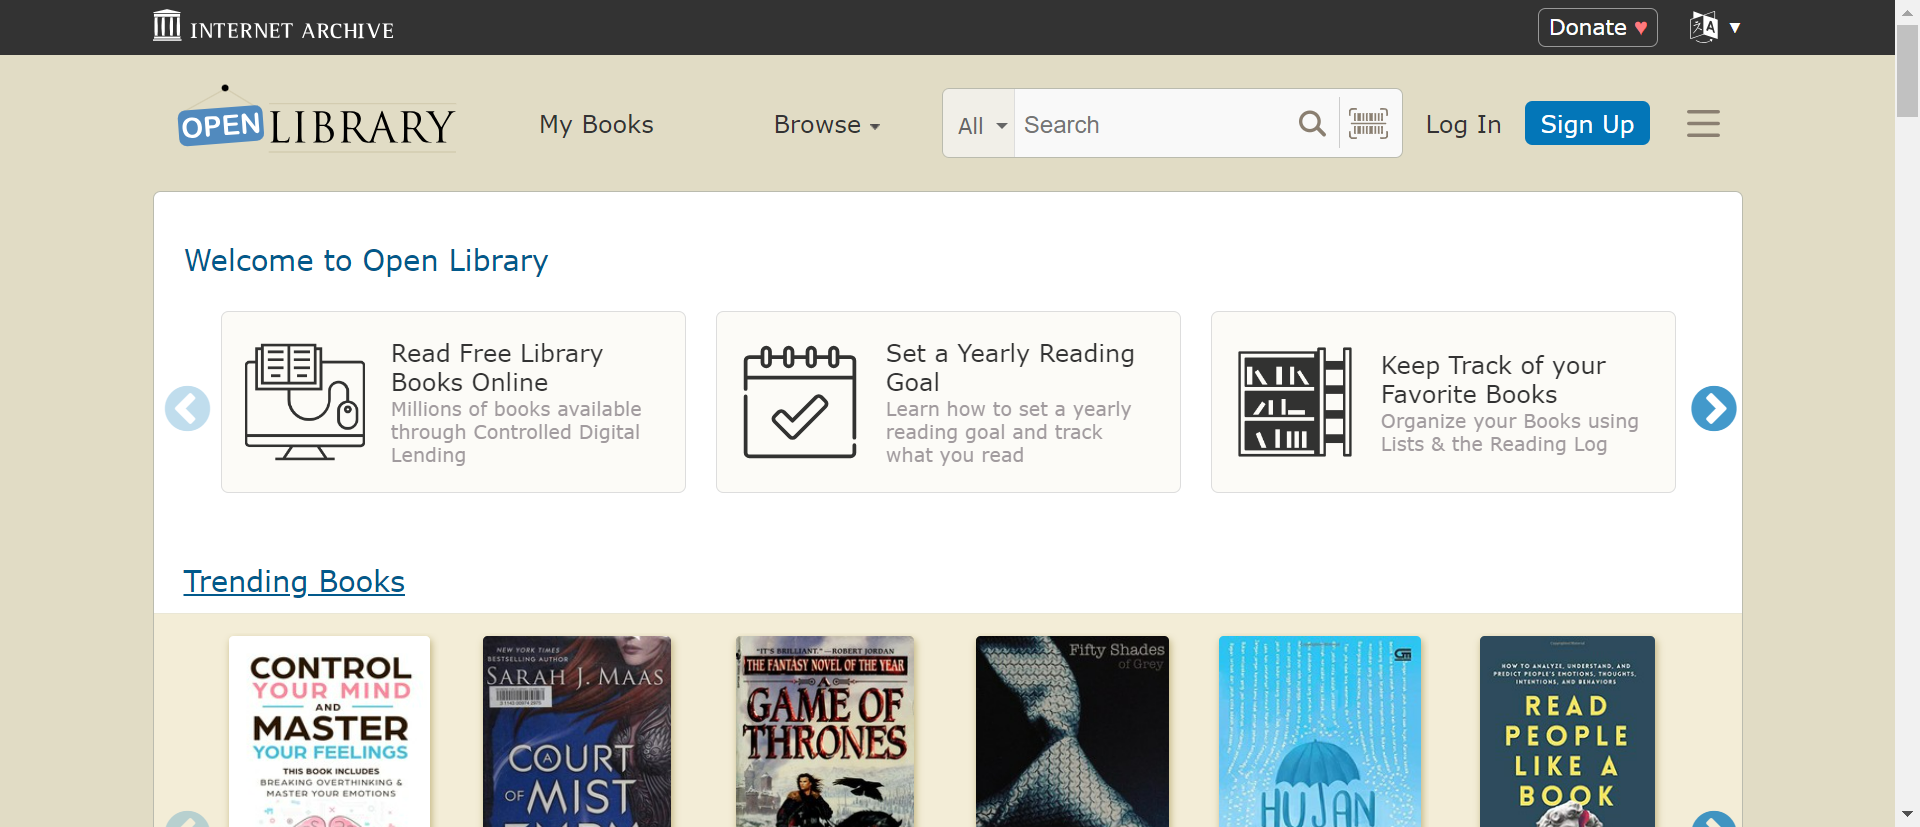 INTERNET ARCHIVE
Donate ♥
OPEN LIBRARY
My Books
Browse
All
Search
Log In
Sign Up
Welcome to Open Library
Read Free Library
Books Online
Millions of books available
through Controlled Digital
Lending
Set a Yearly Reading
Goal
Learn how to set a yearly
reading goal and track
what you read
Keep Track of your
Favorite Books
Organize your Books using
Lists & the Reading Log
Trending Books
CONTROL
YOUR MIND
AND
MASTER
YOUR FEELINGS
THIS BOOK INCLUDES
BREAKING OVERTHINKING &
MASTER YOUR EMOTIONS
NEW YORK TIMES
BESTSELLING AUTHOR
SARAH J. MAAS
A
COURT
OF MIST
"IT'S BRILLIANT."—ROBERT JORDAN
THE FANTASY NOVEL OF THE YEAR
A
GAME OF
THRONES
Fifty Shades
of Grey
HUJAN
HOW TO ANALYZE, UNDERSTAND, AND
PREDICT PEOPLE'S EMOTIONS, THOUGHTS,
INTENTIONS, AND BEHAVIORS
READ
PEOPLE
LIKE A
BOOK